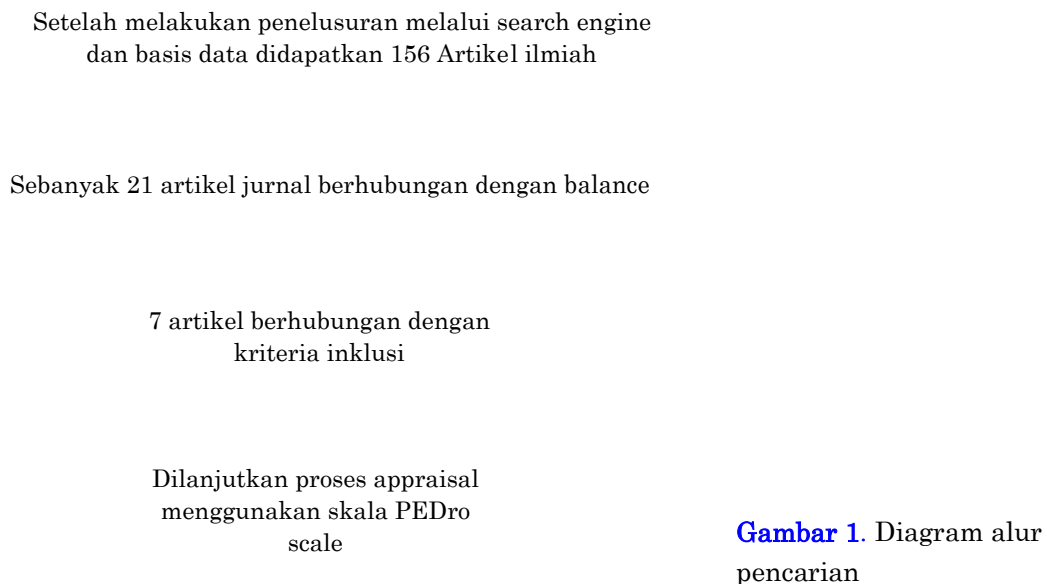 Setelah melakukan penelusuran melalui search engine
dan basis data didapatkan 156 Artikel ilmiah
Sebanyak 21 artikel jurnal berhubungan dengan balance
7 artikel berhubungan dengan
kriteria inklusi
Dilanjutkan proses appraisal
menggunakan skala PEDro
scale
Gambar 1. Diagram alur
pencarian